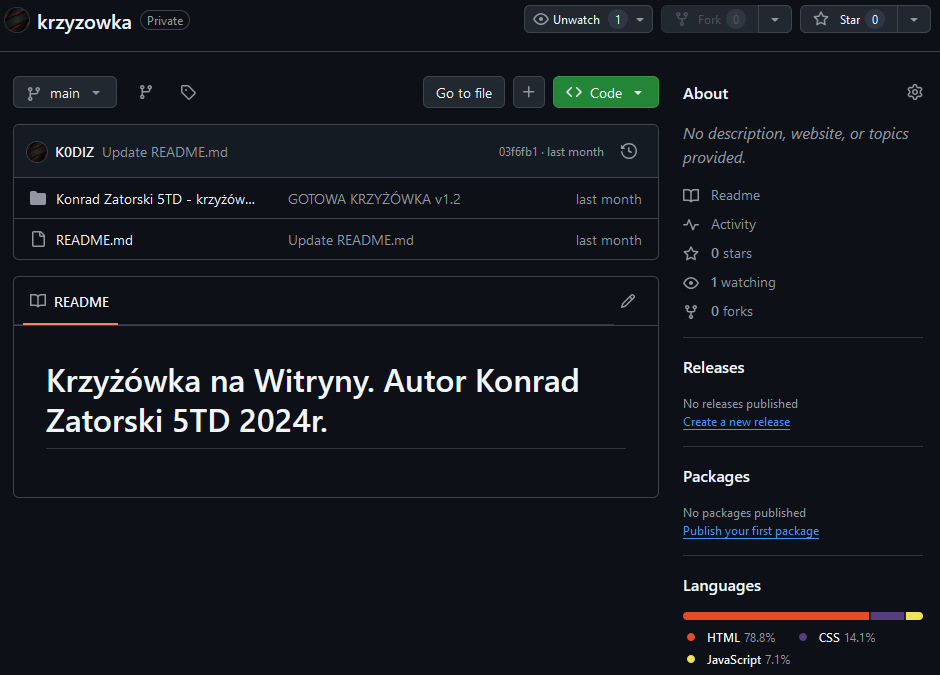 krzyzowka Private Unwatch 1 Fork 0 Star 0
main Go to file Code
K0DIZ Update README.md 03f6fb1 · last month
Konrad Zatorski 5TD - krzyżów... GOTOWA KRZYŻÓWKA v1.2 last month
README.md Update README.md last month
README
Krzyżówka na Witryny. Autor Konrad
Zatorski 5TD 2024r.
About
No description, website, or topics
provided.
Readme
Activity
0 stars
1 watching
0 forks
Releases
No releases published
Create a new release
Packages
No packages published
Publish your first package
Languages
HTML 78.8% CSS 14.1%
JavaScript 7.1%